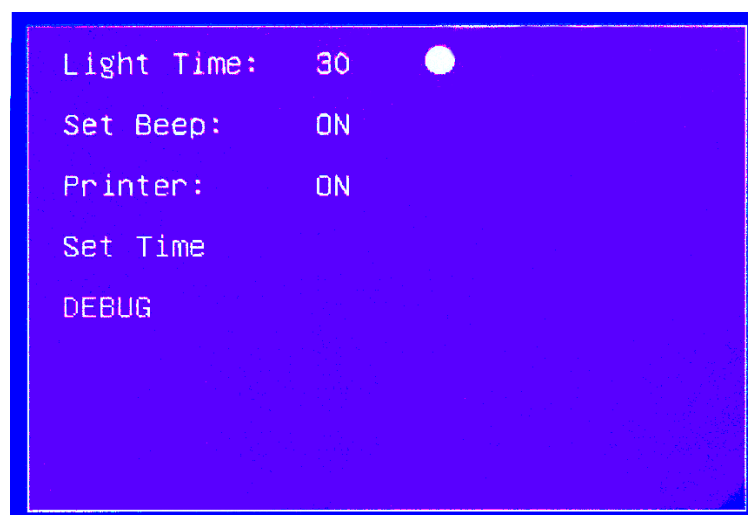 Light Time: 30
Set Beep: ON
Printer: ON
Set Time
DEBUG